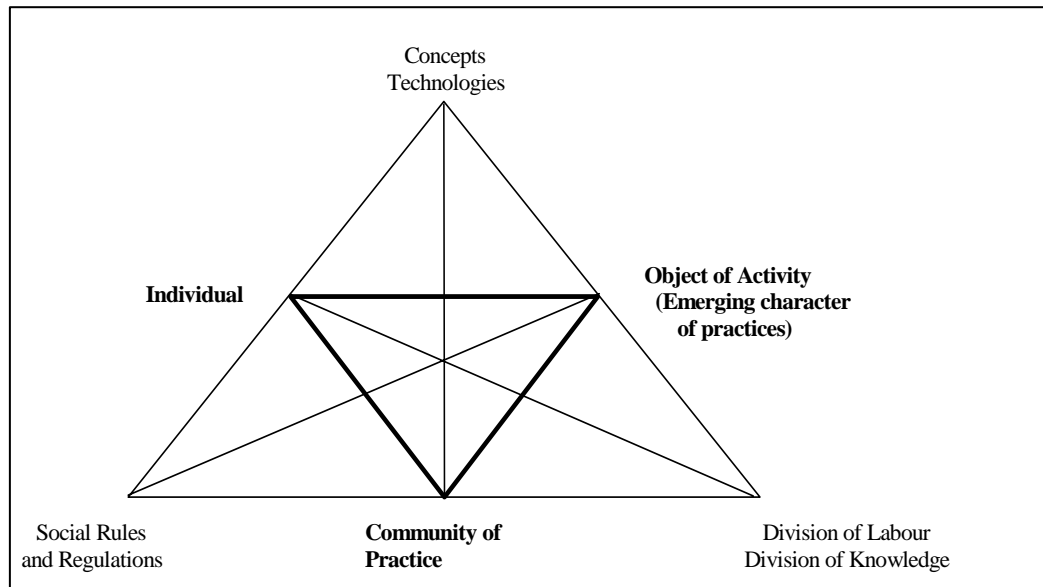 Concepts
Technologies
Individual
Object of Activity
(Emerging character
of practices)
Social Rules
and Regulations
Community of
Practice
Division of Labour
Division of Knowledge